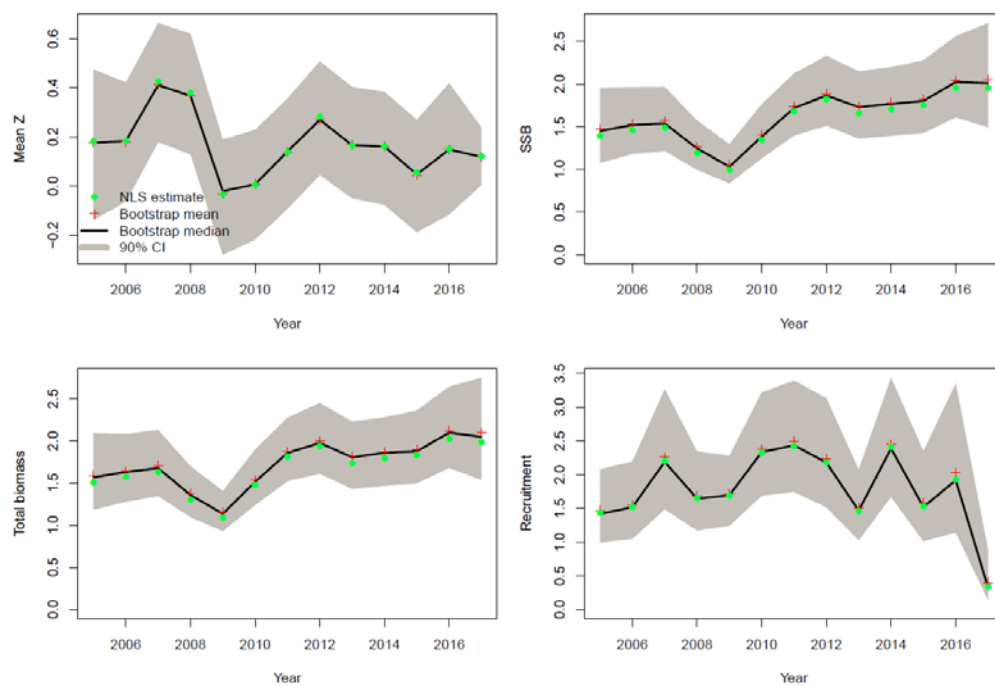 Mean Z
0.6
0.4
0.2
0.0
−0.2
NLS estimate
Bootstrap mean
Bootstrap median
90% CI
2006 2008 2010 2012 2014 2016
Year
SSB
2.5
2.0
1.5
1.0
0.5
0.0
2006 2008 2010 2012 2014 2016
Year
Total biomass
2.5
2.0
1.5
1.0
0.5
0.0
2006 2008 2010 2012 2014 2016
Year
Recruitment
3.5
3.0
2.5
2.0
1.5
1.0
0.5
0.0
2006 2008 2010 2012 2014 2016
Year